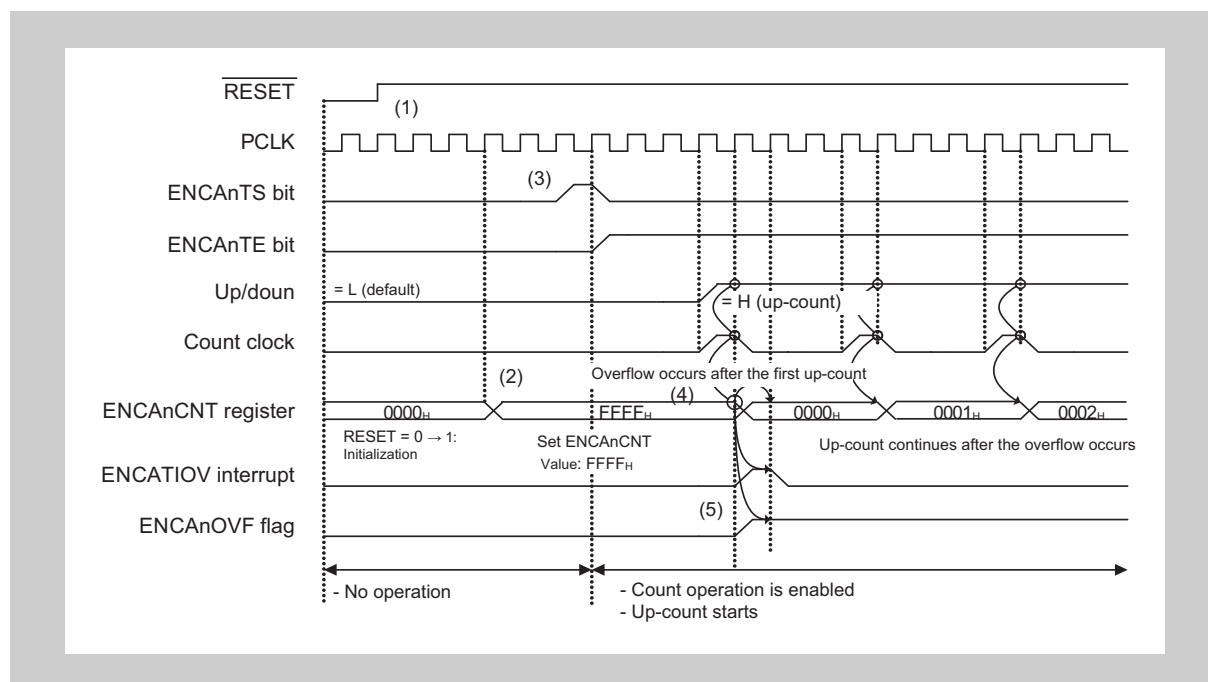 RESET
(1)
PCLK
(3)
ENCAnTS bit
ENCAnTE bit
Up/doun
= L (default)
= H (up-count)
Count clock
Overflow occurs after the first up-count
(2)
(4)
ENCAnCNT register
0000H
FFFFH
0000H
0001H
0002H
RESET = 0 → 1:
Initialization
Set ENCAnCNT
Value: FFFFH
Up-count continues after the overflow occurs
ENCATIOV interrupt
(5)
ENCAnOVF flag
- No operation
- Count operation is enabled
- Up-count starts